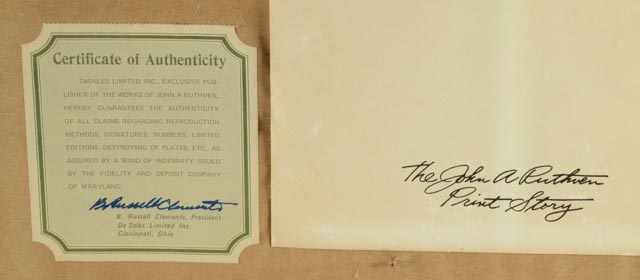 Certificate of Authenticity
DeSALES LIMITED INC., EXCLUSIVE PUB-
LISHER OF THE WORKS OF JOHN A RUTHVEN,
HEREBY GUARANTEES THE AUTHENTICITY
OF ALL CLAIMS REGARDING REPRODUCTION
METHODS, SIGNATURES, NUMBERS, LIMITED
EDITIONS, DESTROYING OF PLATES, ETC., AS
ASSURED BY A BOND OF INDEMNITY ISSUED
BY THE FIDELITY AND DEPOSIT COMPANY
OF MARYLAND.
B. Russell Clements
B. Russell Clements, President
De Sales Limited Inc.
Cincinnati, Ohio
The John A Ruthven
Print Story